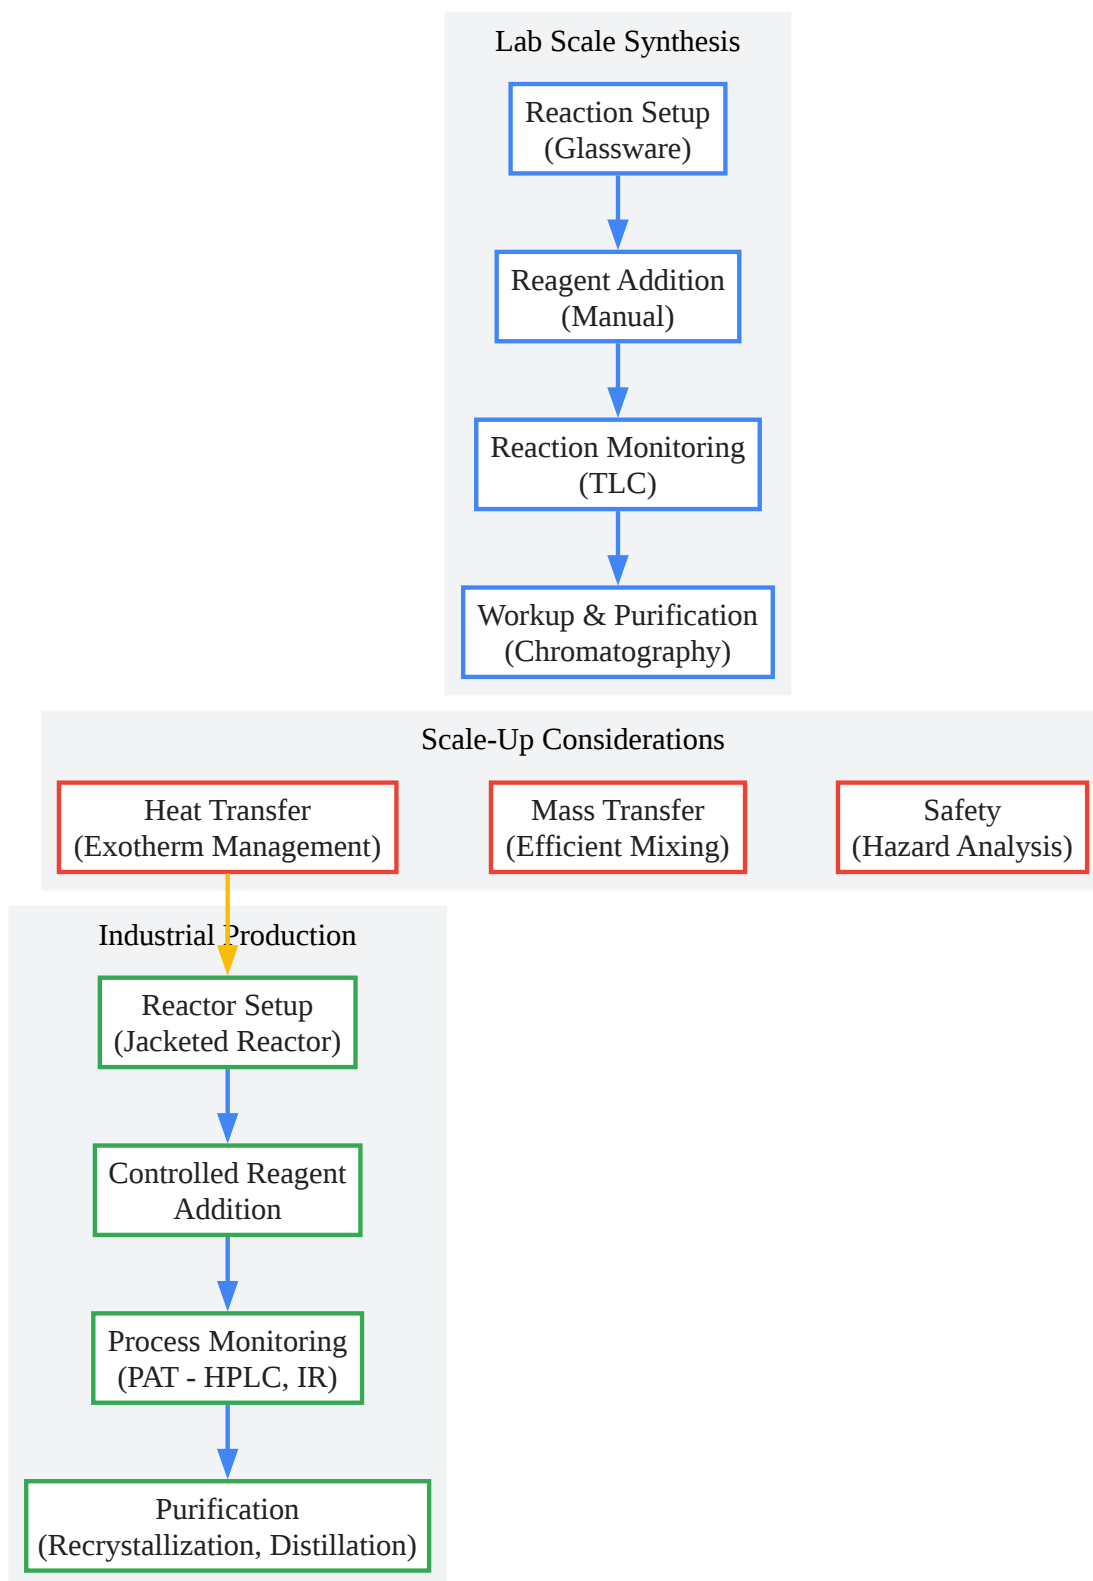 Lab Scale Synthesis
Reaction Setup
(Glassware)
Reagent Addition
(Manual)
Reaction Monitoring
(TLC)
Workup & Purification
(Chromatography)
Scale-Up Considerations
Heat Transfer
(Exotherm Management)
Mass Transfer
(Efficient Mixing)
Safety
(Hazard Analysis)
Industrial Production
Reactor Setup
(Jacketed Reactor)
Controlled Reagent
Addition
Process Monitoring
(PAT - HPLC, IR)
Purification
(Recrystallization, Distillation)